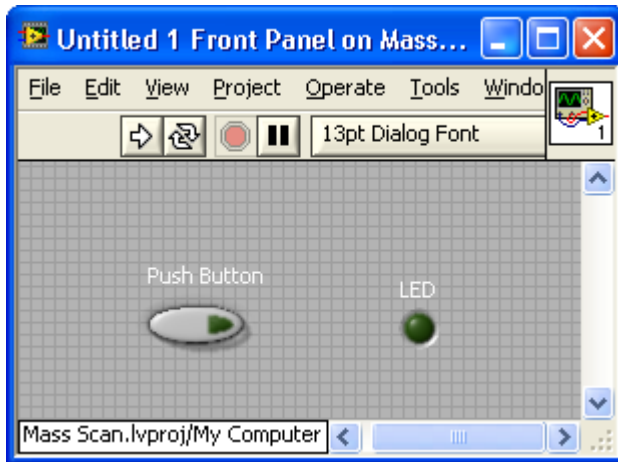 Untitled 1 Front Panel on Mass...
File Edit View Project Operate Tools Windo
13pt Dialog Font
1
Push Button
LED
Mass Scan.lvproj/My Computer